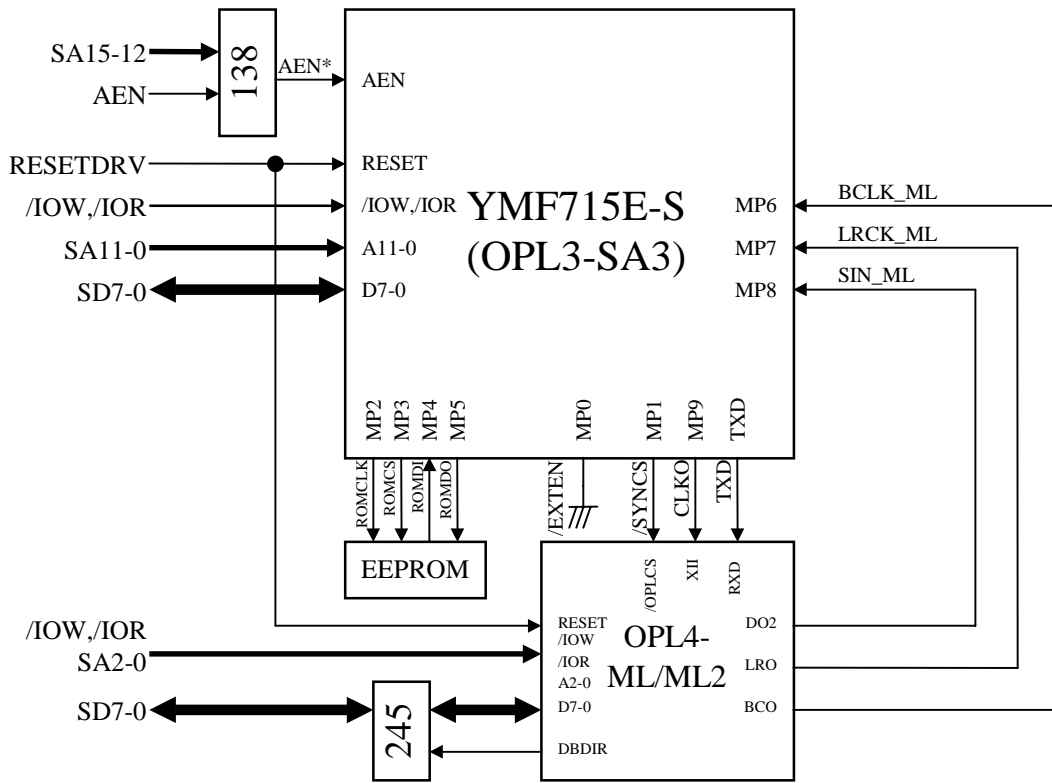 SA15-12
138
AEN*
AEN
AEN
RESETDRV
RESET
/IOW,/IOR
/IOW,/IOR
YMF715E-S
(OPL3-SA3)
MP6
BCLK_ML
SA11-0
A11-0
MP7
LRCK_ML
SD7-0
D7-0
MP8
SIN_ML
MP2
MP3
MP4
MP5
MP0
MP1
MP9
TXD
ROMCLK
ROMCS
ROMDI
ROMDO
/EXTEN
/SYNCS
CLKO
TXD
EEPROM
/OPLCS
XII
RXD
/IOW,/IOR
SA2-0
RESET
/IOW
/IOR
A2-0
OPL4-
ML/ML2
DO2
LRO
SD7-0
245
D7-0
BCO
DBDIR